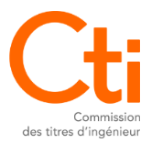 Cti
Commission
des titres d'ingénieur